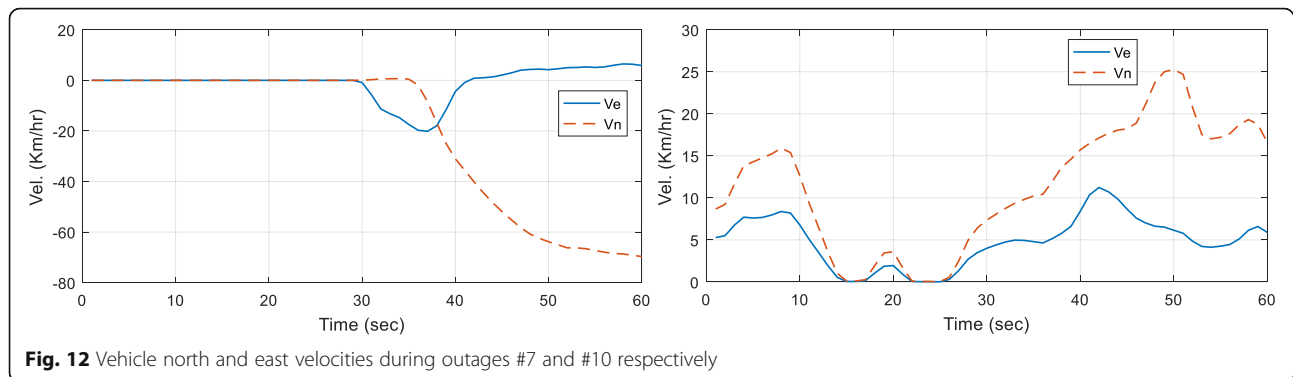 20
0
-20
-40
-60
-80
Vel. (Km/hr)
0 10 20 30 40 50 60
Time (sec)
Ve
Vn
30
25
20
15
10
5
0
Vel. (Km/hr)
0 10 20 30 40 50 60
Time (sec)
Ve
Vn
Fig. 12 Vehicle north and east velocities during outages #7 and #10 respectively